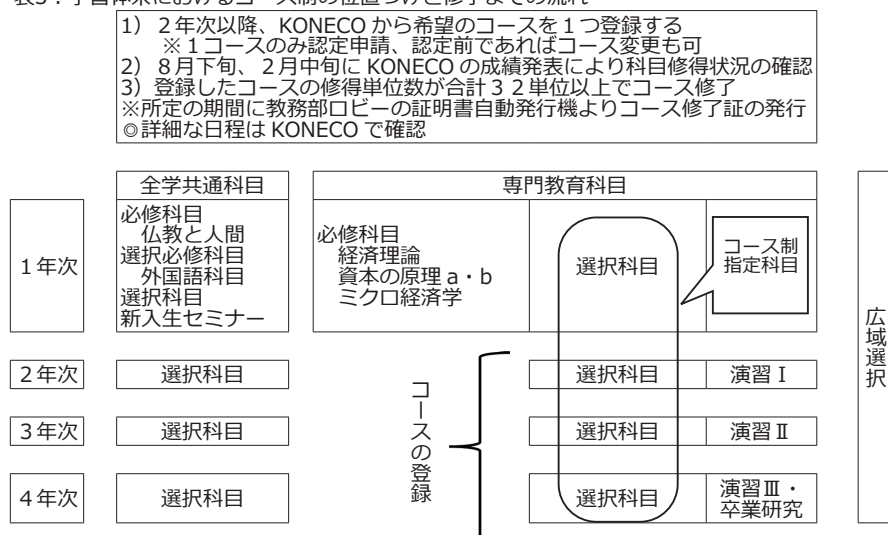 表3：学習体系におけるコース制の位置づけと修了までの流れ
1）２年次以降、KONECO から希望のコースを１つ登録する
※１コースのみ認定申請、認定前であればコース変更も可
2）８月下旬、２月中旬に KONECO の成績発表により科目修得状況の確認
3）登録したコースの修得単位数が合計３２単位以上でコース修了
※所定の期間に教務部ロビーの証明書自動発行機よりコース修了証の発行
◎詳細な日程は KONECO で確認
全学共通科目
専門教育科目
１年次
必修科目
仏教と人間
選択必修科目
外国語科目
選択科目
新入生セミナー
必修科目
経済理論
資本の原理 a・b
ミクロ経済学
選択科目
コース制
指定科目
広域選択
２年次
選択科目
選択科目
演習 I
コースの登録
３年次
選択科目
選択科目
演習 Ⅱ
４年次
選択科目
選択科目
演習Ⅲ・
卒業研究